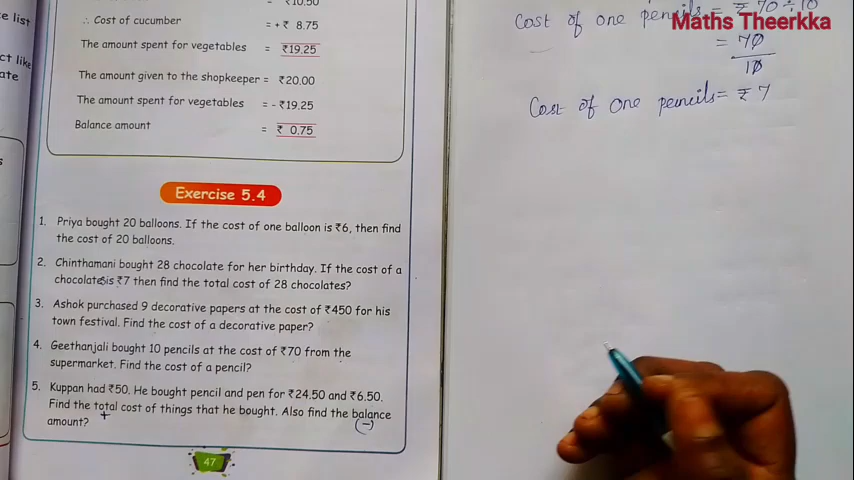 e list
ct like
ate
s
= ₹10.50
∴ Cost of cucumber = + ₹ 8.75
The amount spent for vegetables = ₹19.25
The amount given to the shopkeeper = ₹20.00
The amount spent for vegetables = - ₹19.25
Balance amount = ₹ 0.75
Exercise 5.4
1. Priya bought 20 balloons. If the cost of one balloon is ₹6, then find
the cost of 20 balloons.
2. Chinthamani bought 28 chocolate for her birthday. If the cost of a
chocolate is ₹7 then find the total cost of 28 chocolates?
3. Ashok purchased 9 decorative papers at the cost of ₹450 for his
town festival. Find the cost of a decorative paper?
4. Geethanjali bought 10 pencils at the cost of ₹70 from the
supermarket. Find the cost of a pencil?
5. Kuppan had ₹50. He bought pencil and pen for ₹24.50 and ₹6.50.
Find the total cost of things that he bought. Also find the balance
amount?
+
(-)
47
Cost of one pencils = ₹ 70 ÷ 10
Maths Theerkka
= 70
10
Cost of one pencils = ₹ 7